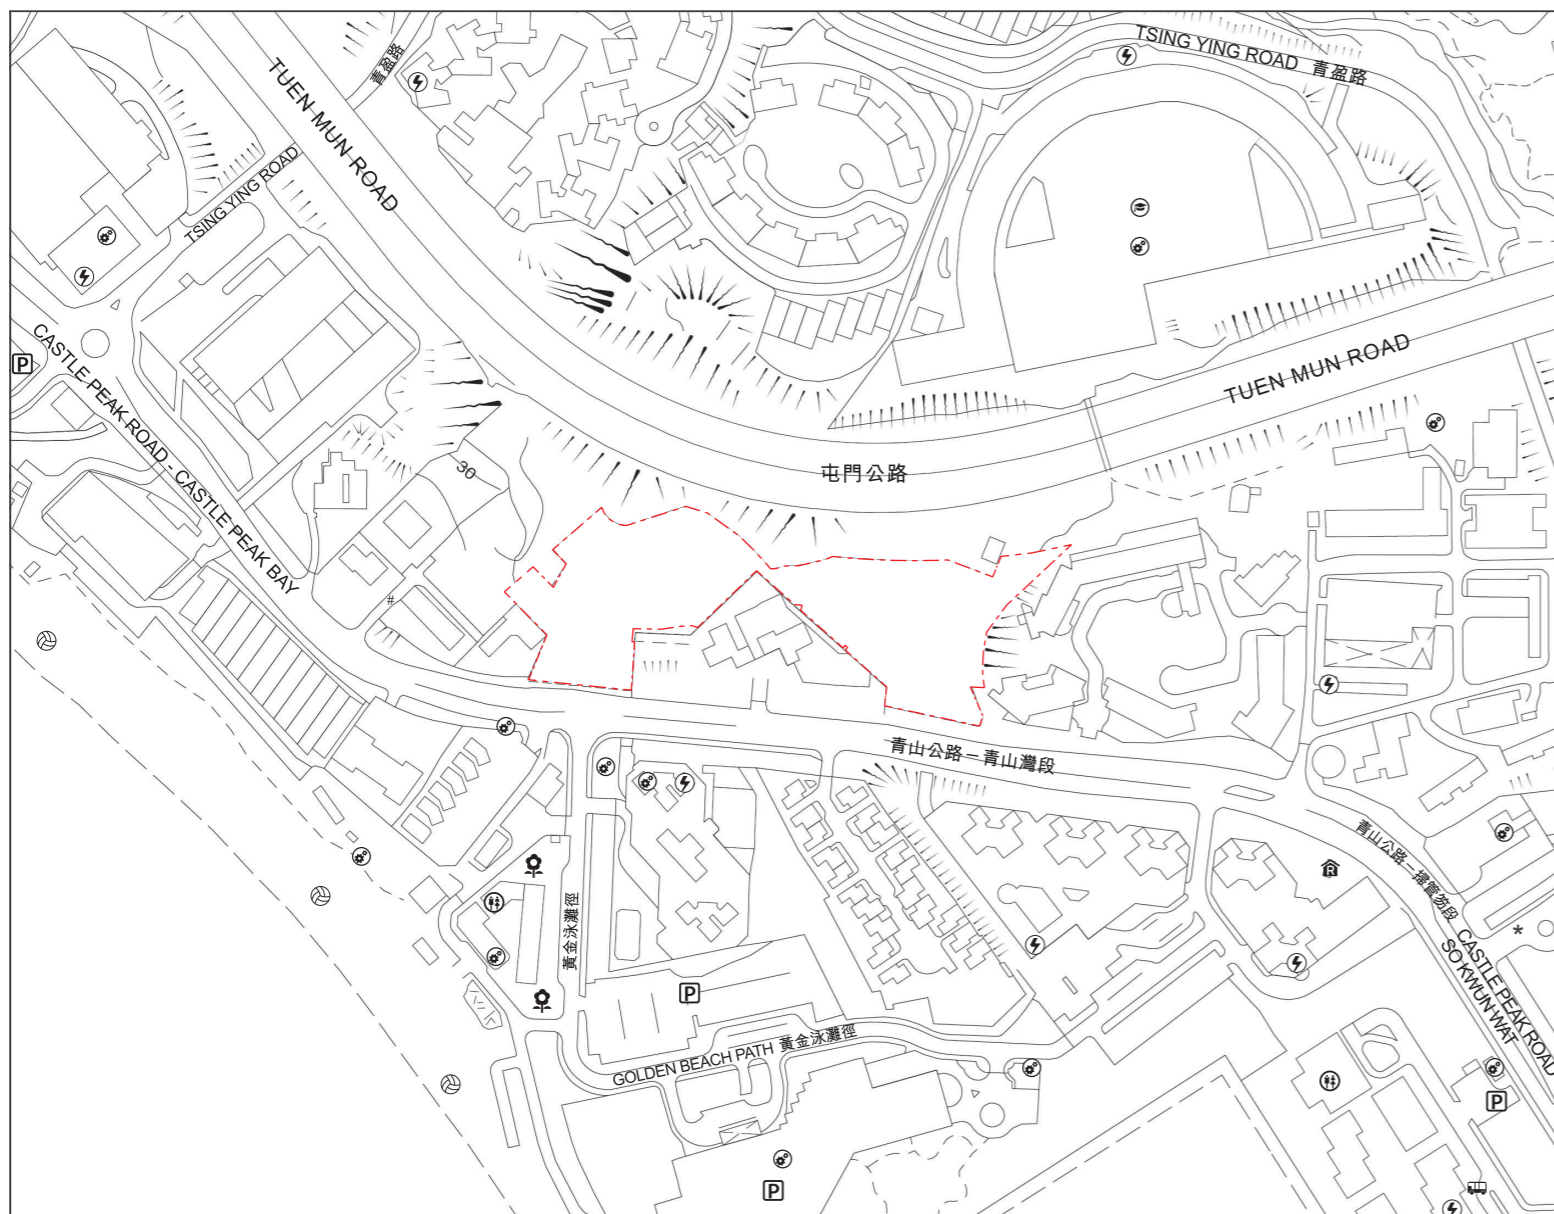 青盈路
TUEN MUN ROAD
TSING YING ROAD 青盈路
TSING YING ROAD
P
CASTLE PEAK ROAD - CASTLE PEAK BAY
TUEN MUN ROAD
屯門公路
30
#
青山公路－青山灣段
青山公路－掃管笏段
CASTLE PEAK ROAD
SO KWUN WAT
R
*
黃金泳灘徑
P
GOLDEN BEACH PATH 黃金泳灘徑
P
P